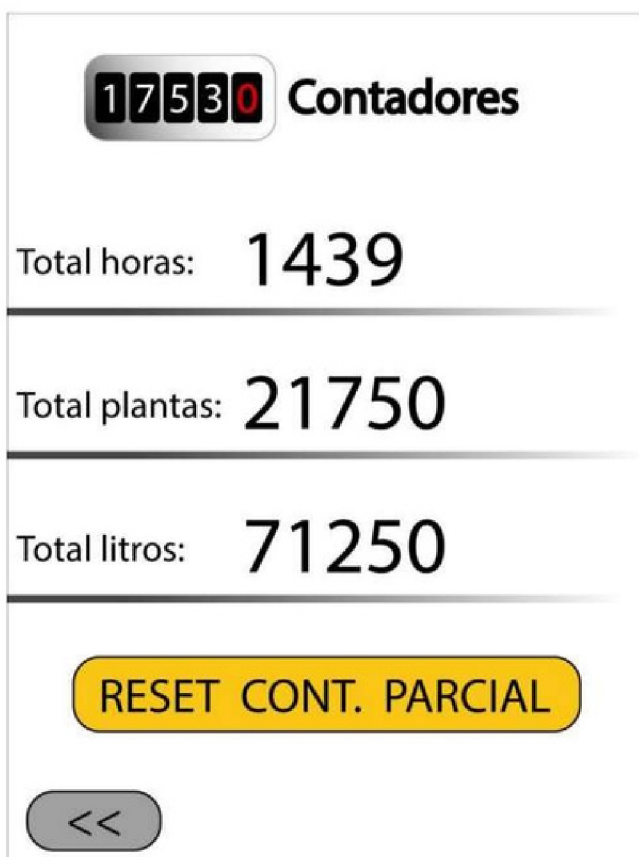 17530 Contadores
Total horas: 1439
Total plantas: 21750
Total litros: 71250
RESET CONT. PARCIAL
<<